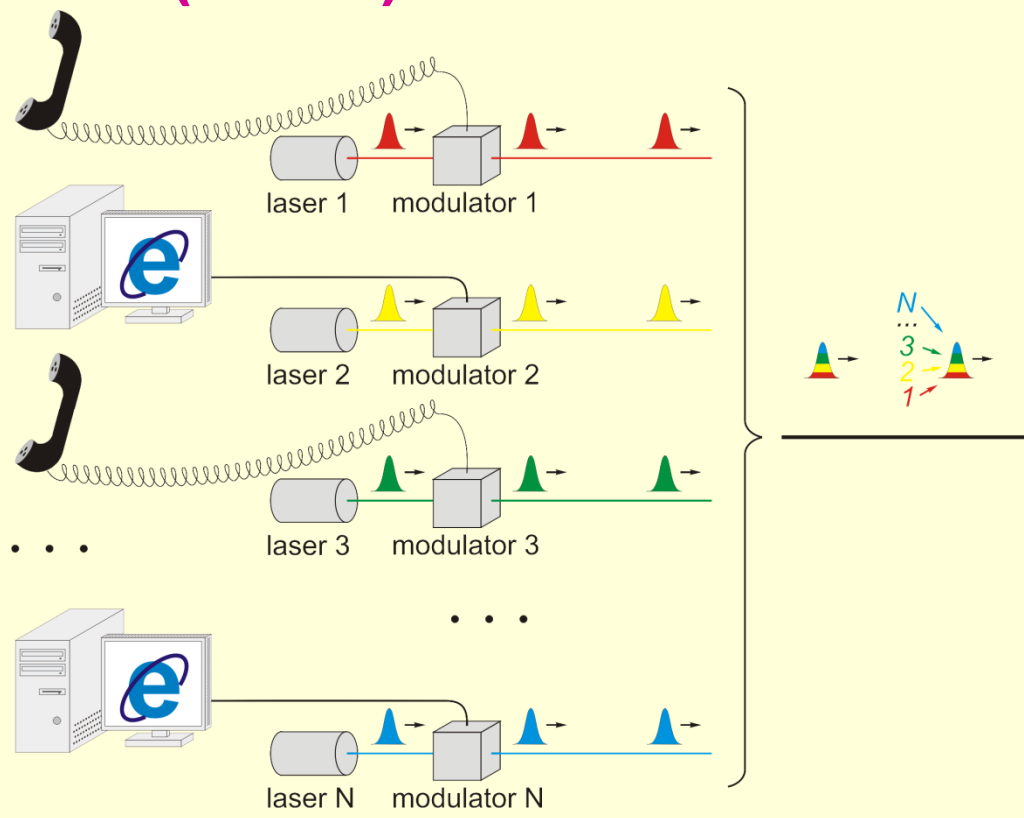 laser 1 modulator 1
laser 2 modulator 2
N
...
3
2
1
laser 3 modulator 3
. . .
. . .
laser N modulator N